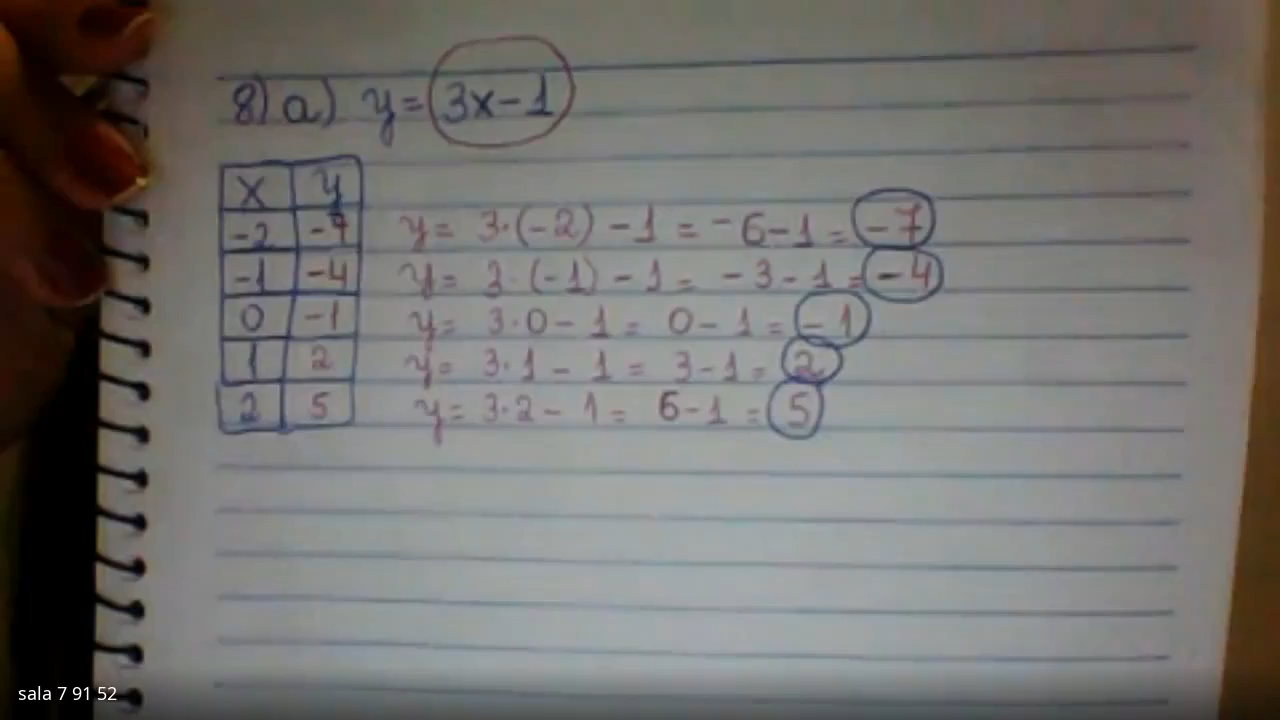 8) a) y = 3x - 1
x y
-2 -7 y = 3·(-2) - 1 = -6-1 = -7
-1 -4 y = 3·(-1) - 1 = -3-1 = -4
0 -1 y = 3·0 - 1 = 0-1 = -1
1 2 y = 3·1 - 1 = 3-1 = 2
2 5 y = 3·2 - 1 = 6-1 = 5
sala 7 91 52